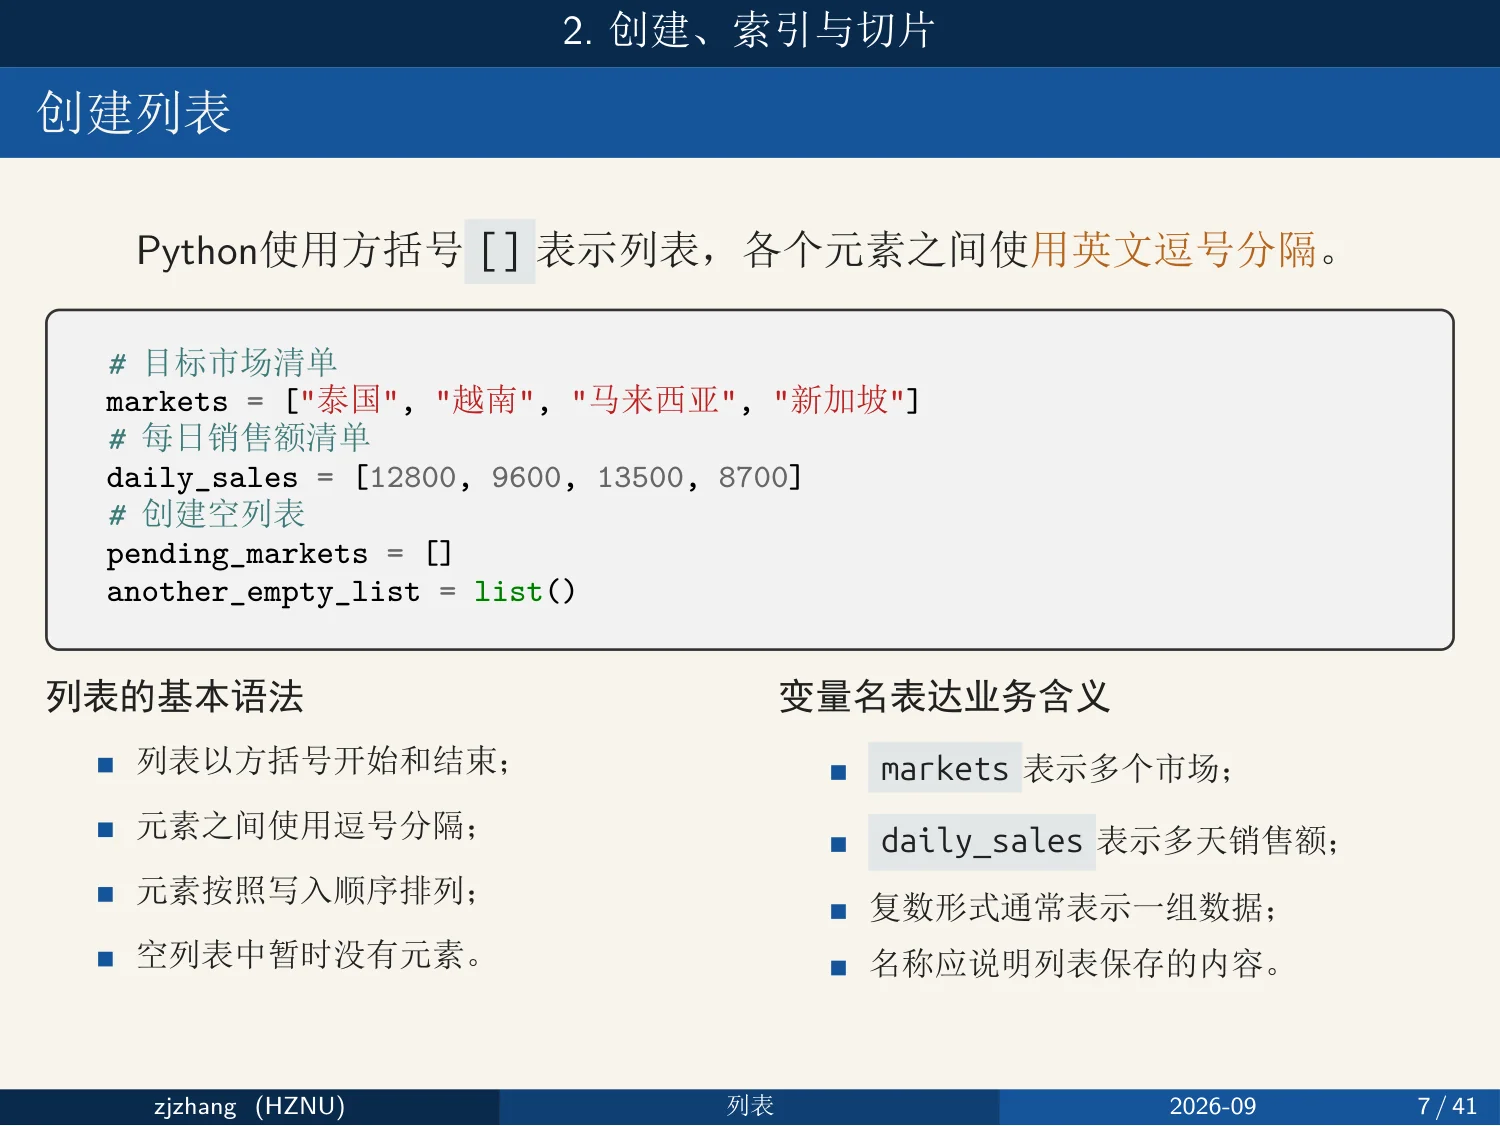 2. 创建、索引与切片
创建列表
Python使用方括号[]表示列表，各个元素之间使用英文逗号分隔。
# 目标市场清单
markets = ["泰国", "越南", "马来西亚", "新加坡"]
# 每日销售额清单
daily_sales = [12800, 9600, 13500, 8700]
# 创建空列表
pending_markets = []
another_empty_list = list()
列表的基本语法
列表以方括号开始和结束；
元素之间使用逗号分隔；
元素按照写入顺序排列；
空列表中暂时没有元素。
变量名表达业务含义
markets 表示多个市场；
daily_sales 表示多天销售额；
复数形式通常表示一组数据；
名称应说明列表保存的内容。
zjzhang (HZNU) 列表 2026-09 7 / 41